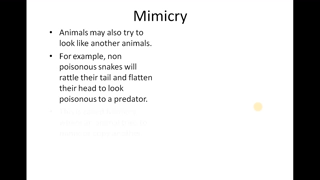 Mimicry
• Animals may also try to
look like another animals.
• For example, non
poisonous snakes will
rattle their tail and flatten
their head to look
poisonous to a predator.